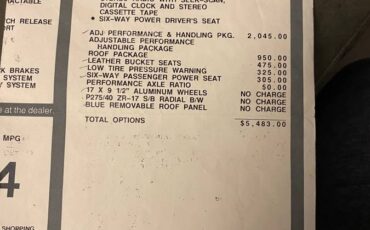 DIGITAL CLOCK AND STEREO
CASSETTE TAPE
* SIX-WAY POWER DRIVER'S SEAT
TCH RELEASE
ORT
ADJ PERFORMANCE & HANDLING PKG. 2,045.00
ADJUSTABLE PERFORMANCE
HANDLING PACKAGE
ROOF PACKAGE 950.00
LEATHER BUCKET SEATS 475.00
LOW TIRE PRESSURE WARNING 325.00
SIX-WAY PASSENGER POWER SEAT 305.00
PERFORMANCE AXLE RATIO 50.00
17 X 9 1/2" ALUMINUM WHEELS NO CHARGE
P275/40 ZR-17 S/B RADIAL B/W NO CHARGE
BLUE REMOVABLE ROOF PANEL NO CHARGE
TOTAL OPTIONS $5,483.00
K BRAKES
SYSTEM
Y SYSTEM
e at the dealer.
MPG
4
SHOPPING